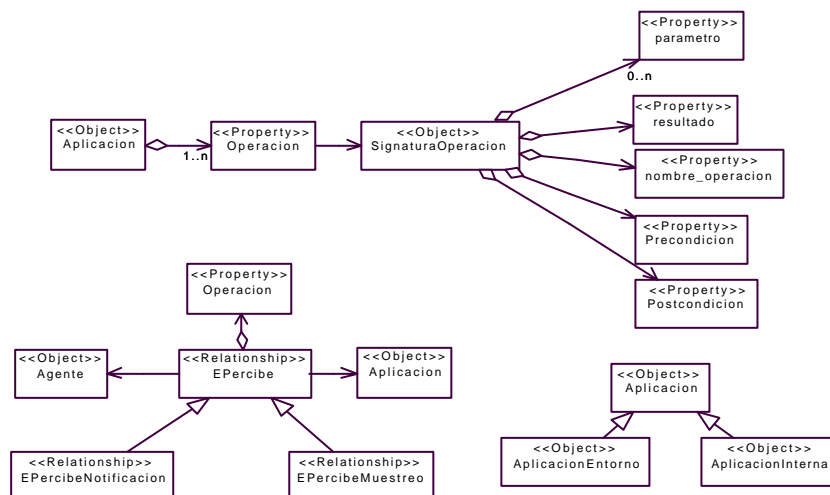 <<Property>>
parametro
0..n
<<Object>>
Aplicacion
1..n
<<Property>>
Operacion
<<Object>>
SignaturaOperacion
<<Property>>
resultado
<<Property>>
nombre_operacion
<<Property>>
Precondicion
<<Property>>
Postcondicion
<<Property>>
Operacion
<<Object>>
Agente
<<Relationship>>
EPercibe
<<Object>>
Aplicacion
<<Relationship>>
EPercibeNotificacion
<<Relationship>>
EPercibeMuestreo
<<Object>>
Aplicacion
<<Object>>
AplicacionEntorno
<<Object>>
AplicacionInterna